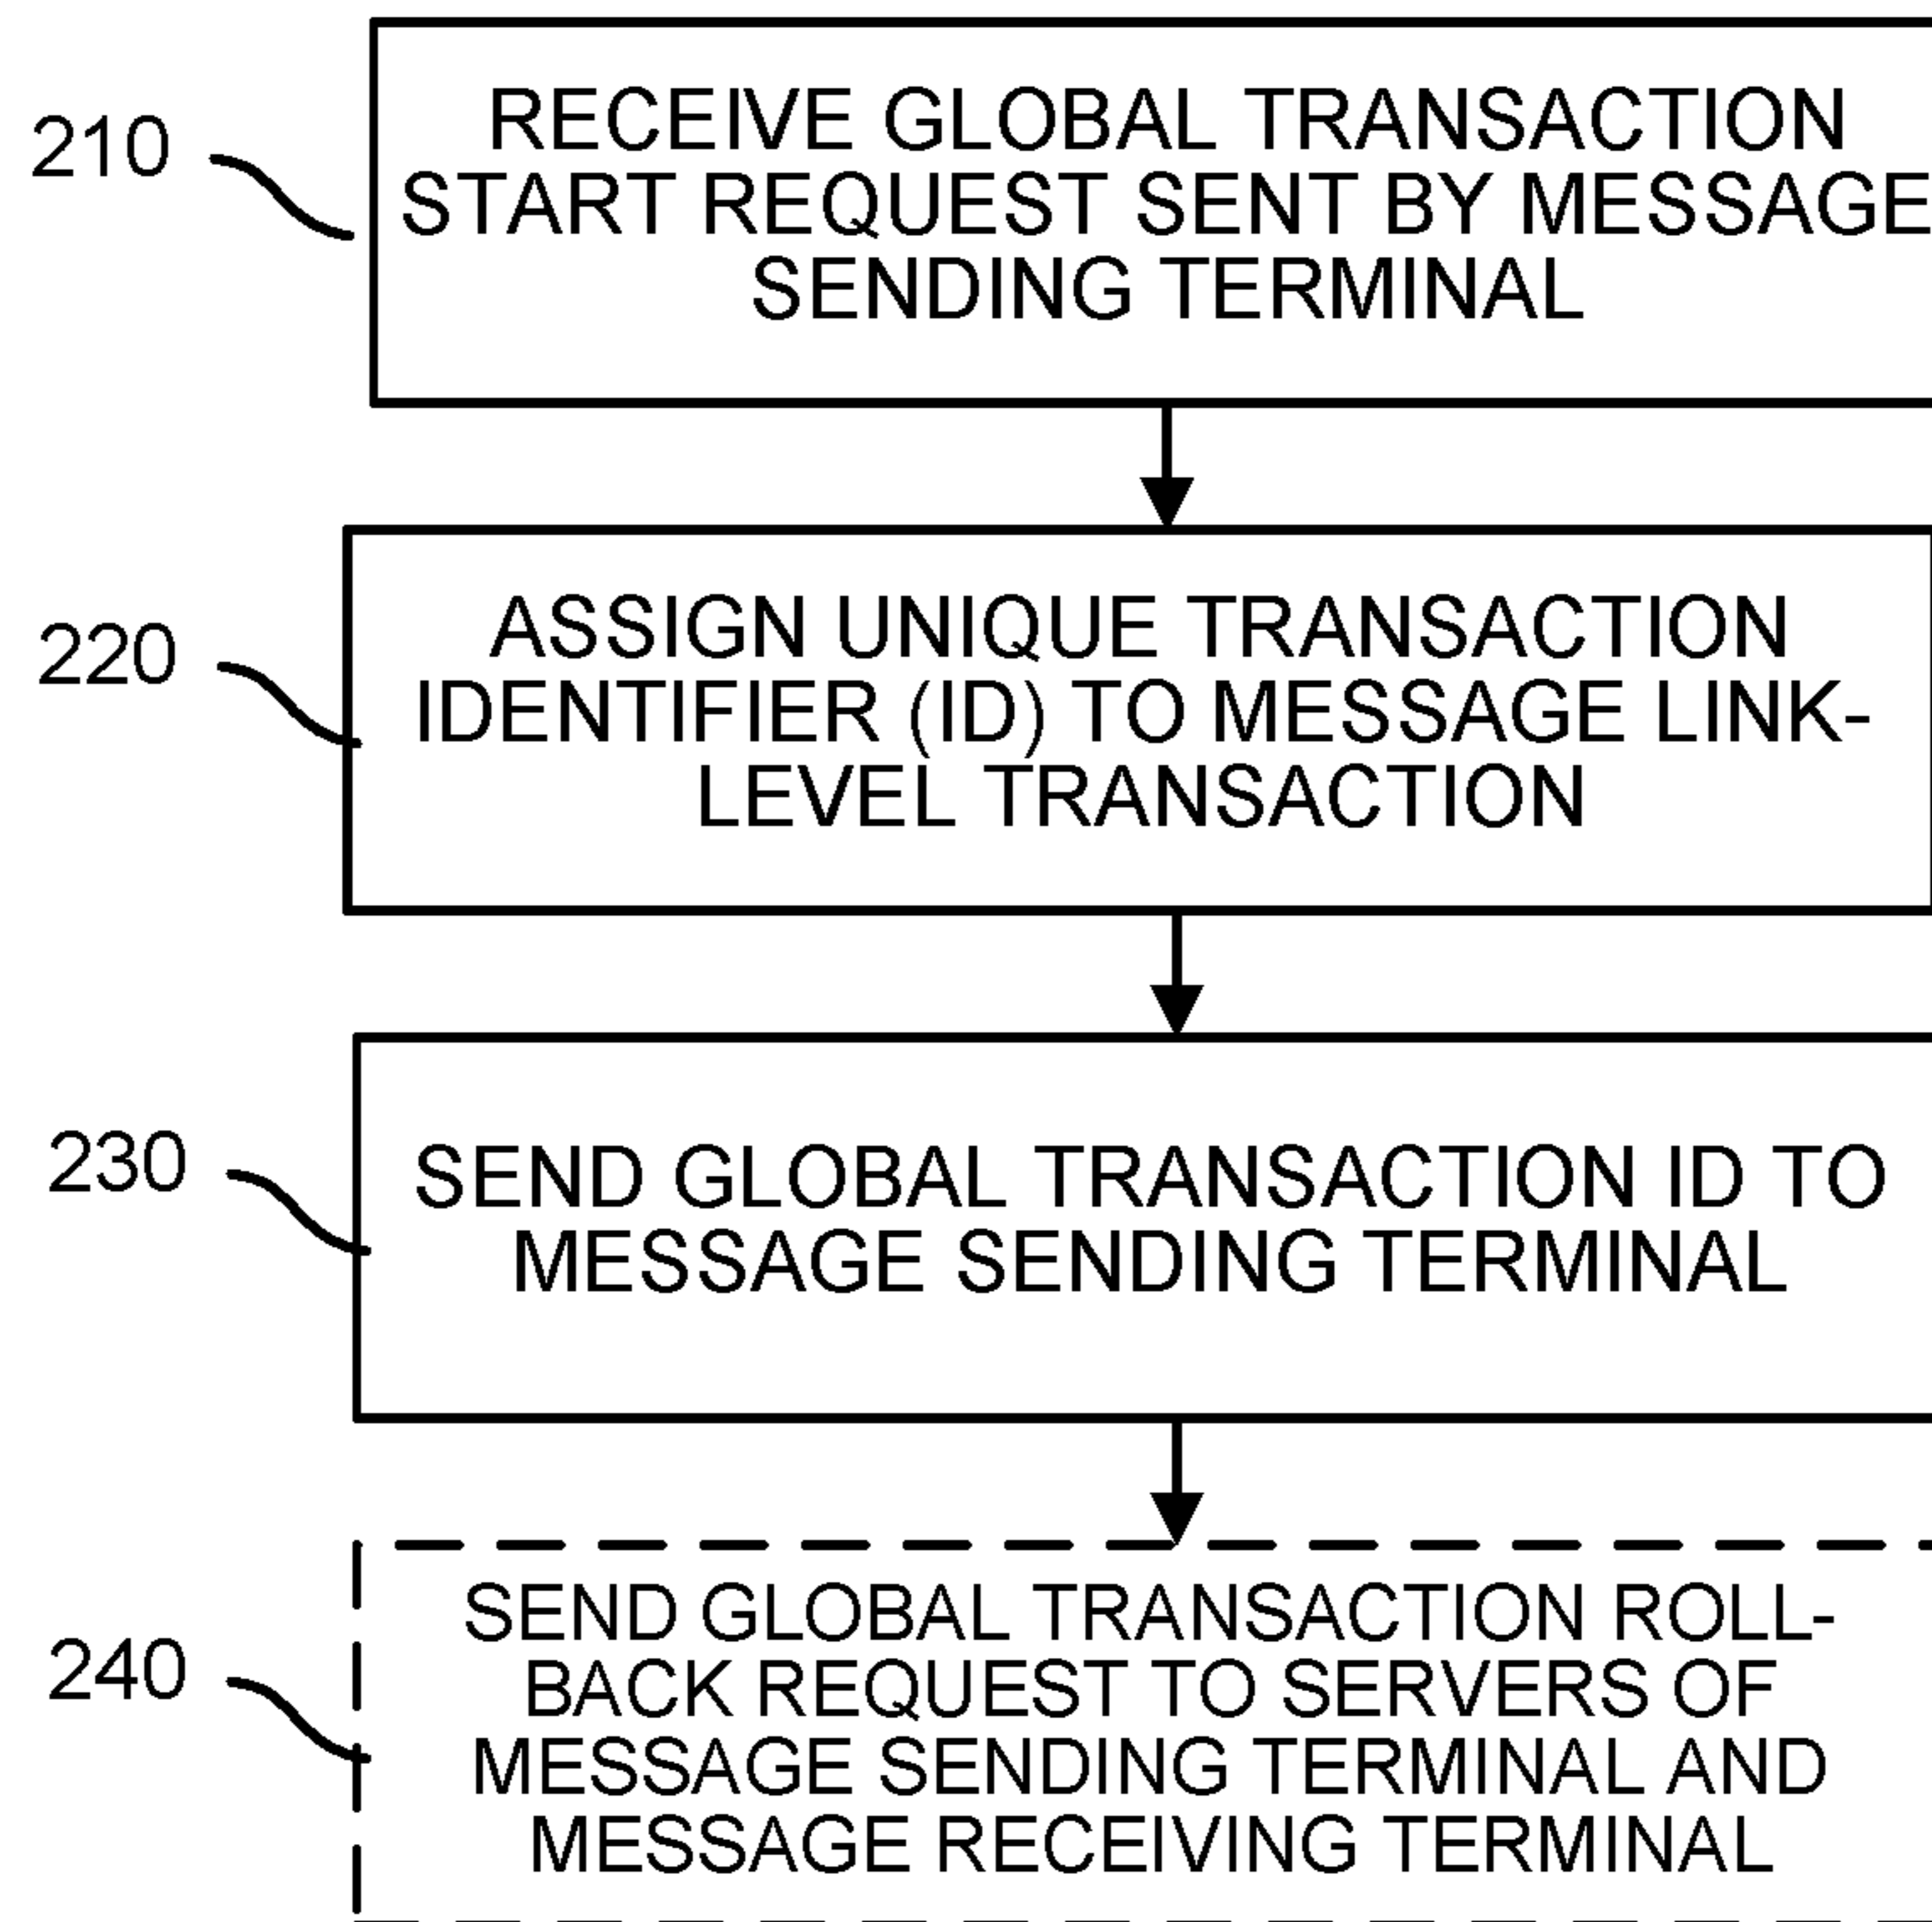 210
RECEIVE GLOBAL TRANSACTION
START REQUEST SENT BY MESSAGE
SENDING TERMINAL
220
ASSIGN UNIQUE TRANSACTION
IDENTIFIER (ID) TO MESSAGE LINK-
LEVEL TRANSACTION
230
SEND GLOBAL TRANSACTION ID TO
MESSAGE SENDING TERMINAL
240
SEND GLOBAL TRANSACTION ROLL-
BACK REQUEST TO SERVERS OF
MESSAGE SENDING TERMINAL AND
MESSAGE RECEIVING TERMINAL